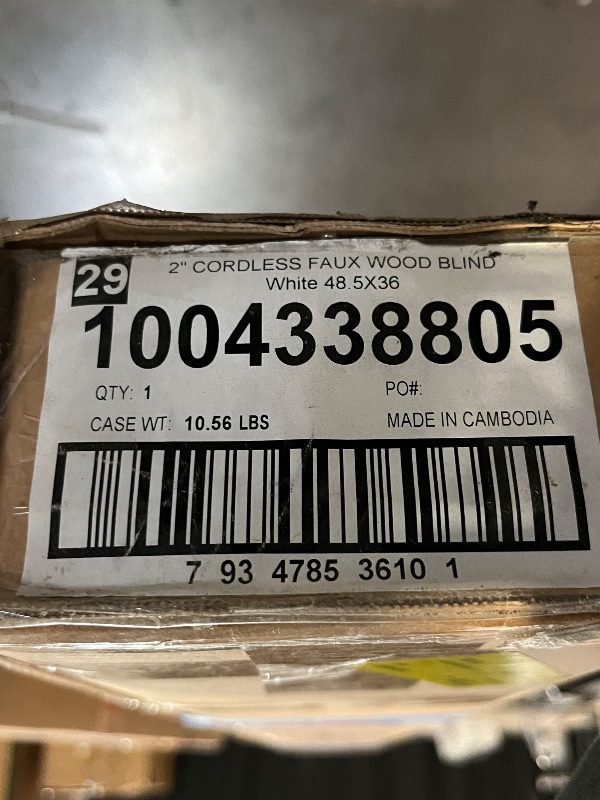 29
2" CORDLESS FAUX WOOD BLIND
White 48.5X36
1004338805
QTY: 1 PO#:
CASE WT: 10.56 LBS MADE IN CAMBODIA
7 93 4785 3610 1